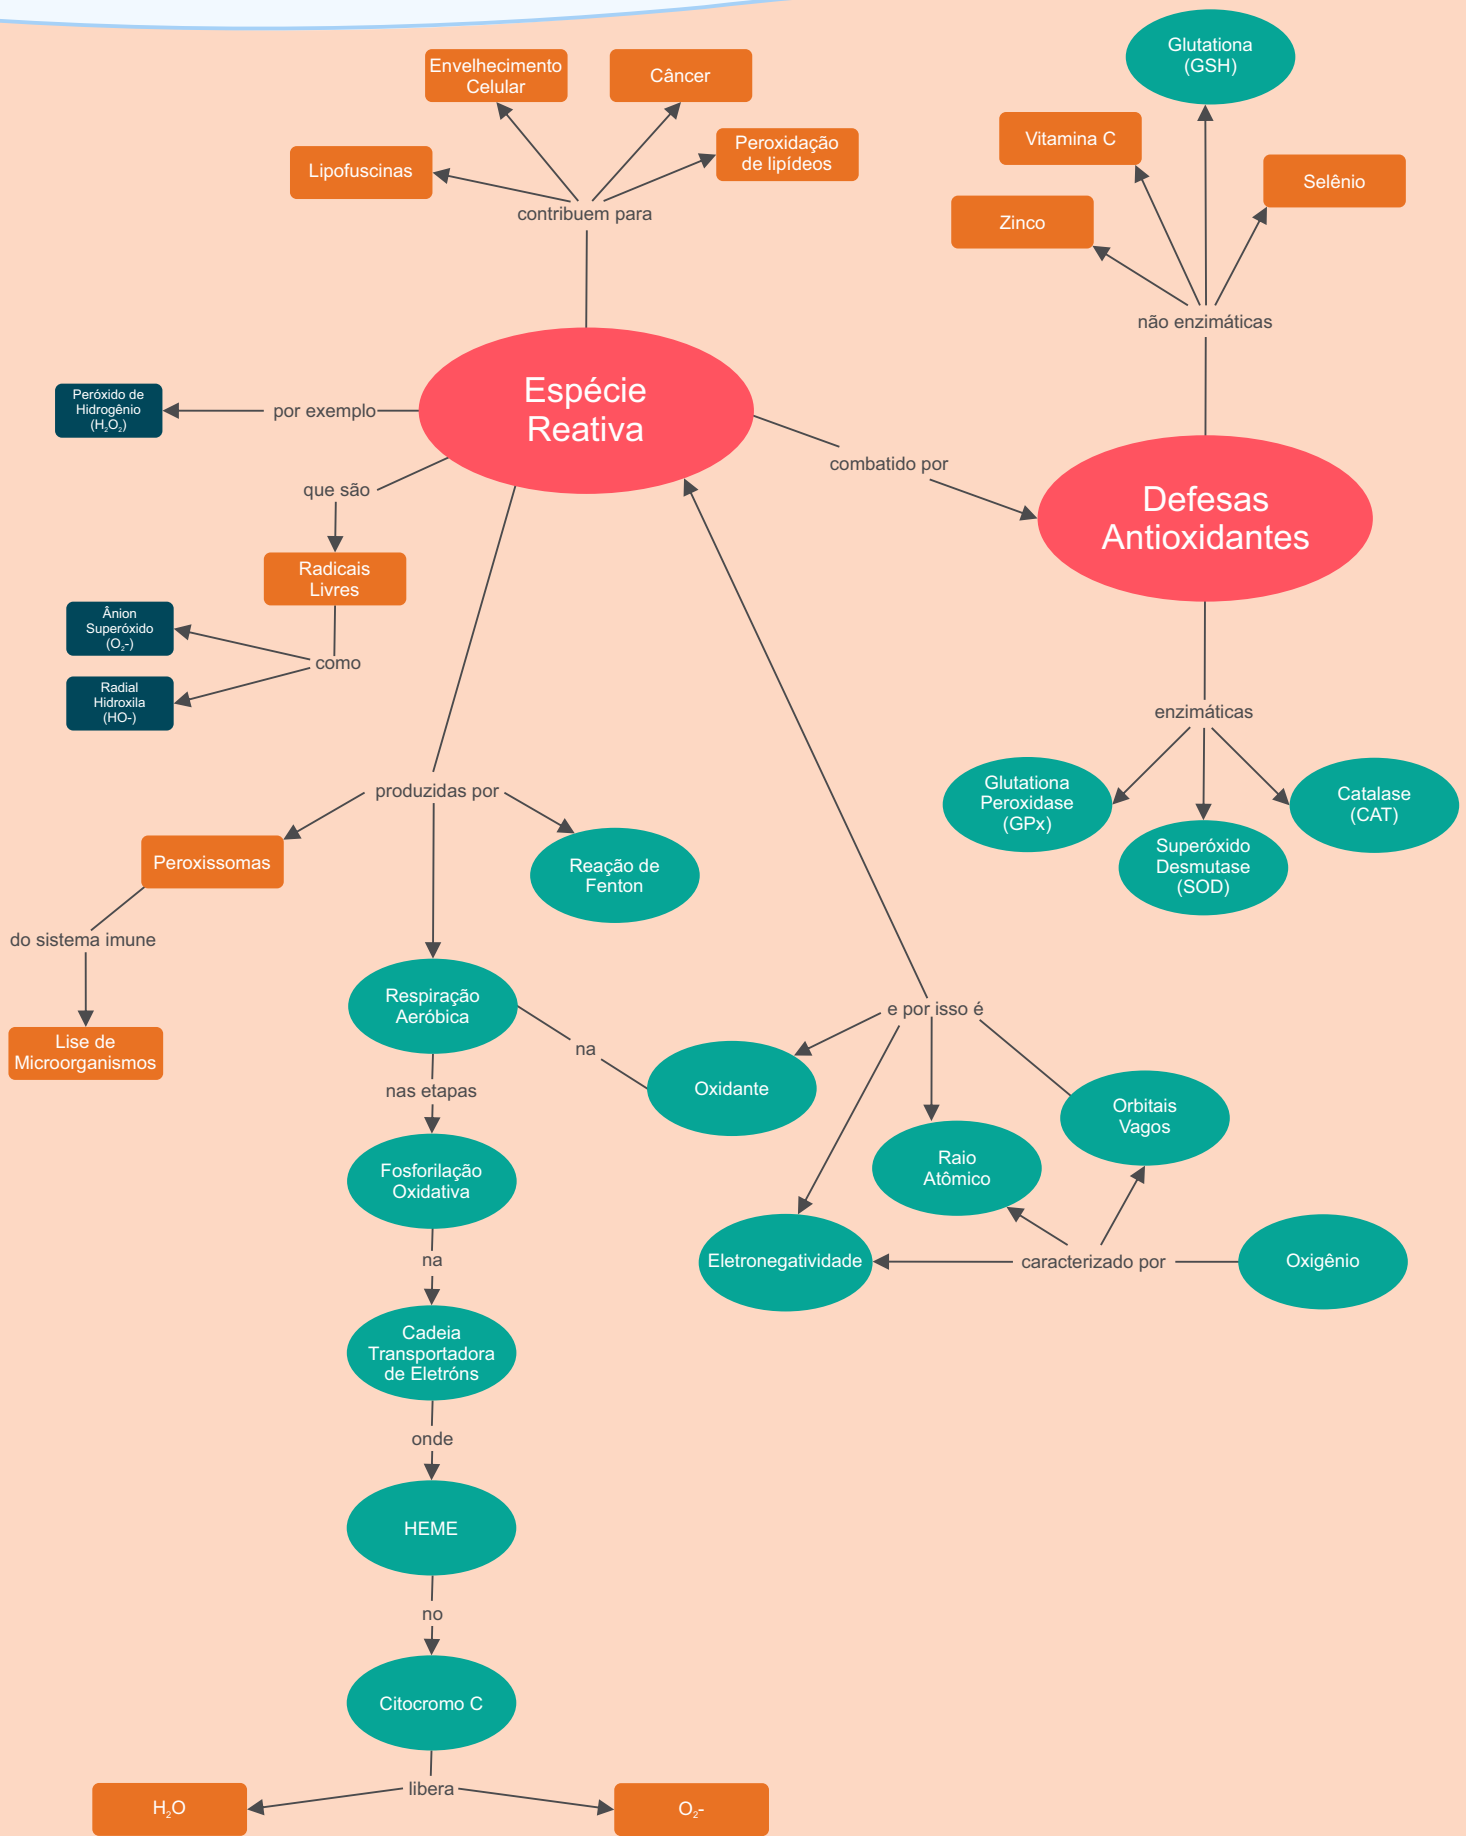 Glutationa
(GSH)
Envelhecimento
Celular
Câncer
Vitamina C
Peroxidação
de lipídeos
Lipofuscinas
Selênio
Zinco
contribuem para
não enzimáticas
Espécie
Reativa
Peróxido de
Hidrogênio
(H₂O₂)
por exemplo
combatido por
que são
Defesas
Antioxidantes
Radicais
Livres
Ânion
Superóxido
(O₂-)
como
Radial
Hidroxila
(HO-)
enzimáticas
Glutationa
Peroxidase
(GPx)
Catalase
(CAT)
Superóxido
Desmutase
(SOD)
produzidas por
Peroxissomas
Reação de
Fenton
do sistema imune
Respiração
Aeróbica
e por isso é
Lise de
Microorganismos
na
Oxidante
nas etapas
Orbitais
Vagos
Raio
Atômico
Fosforilação
Oxidativa
na
Eletronegatividade
caracterizado por
Oxigênio
Cadeia
Transportadora
de Eletróns
onde
HEME
no
Citocromo C
libera
H₂O
O₂-